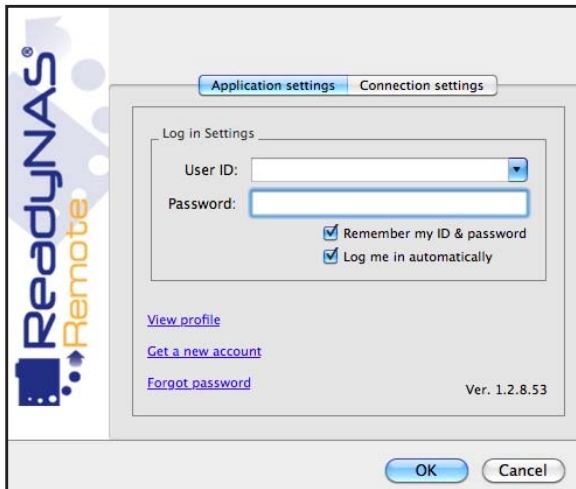 ReadyNAS®
Remote
Application settings Connection settings
Log in Settings
User ID:
Password:
Remember my ID & password
Log me in automatically
View profile
Get a new account
Forgot password
Ver. 1.2.8.53
OK Cancel